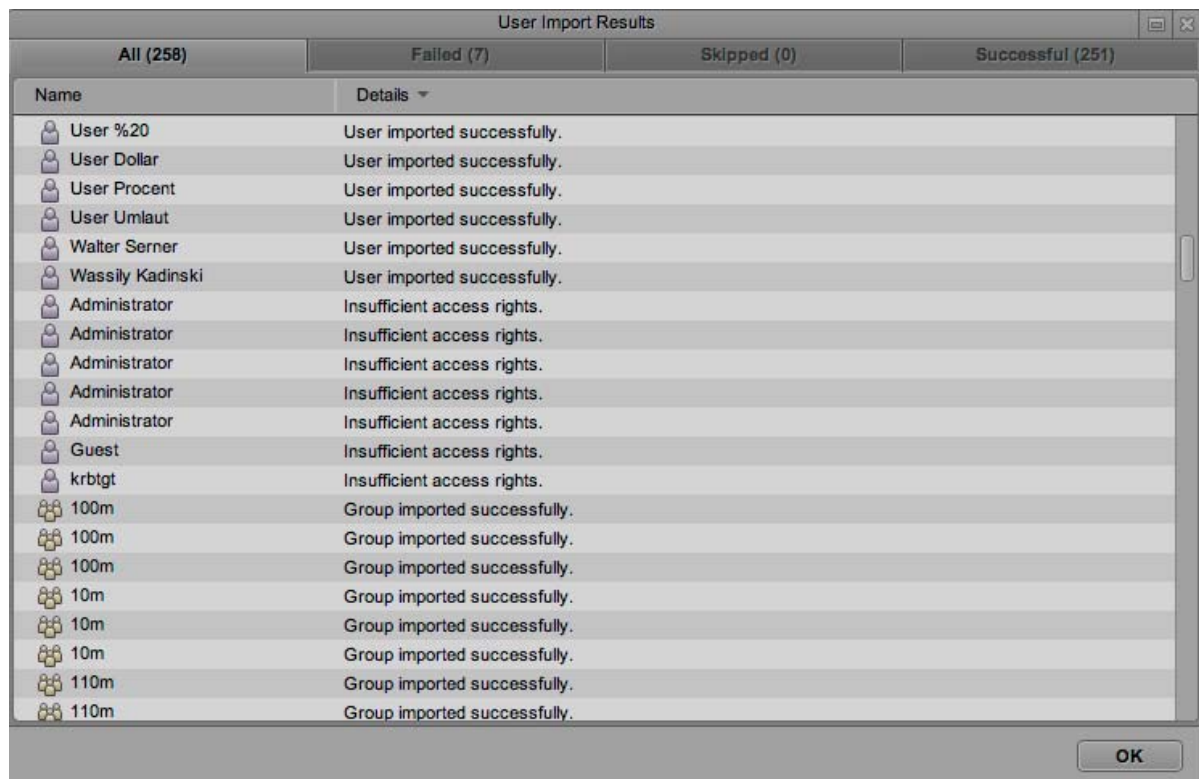 User Import Results
All (258) Failed (7) Skipped (0) Successful (251)
Name Details
User %20 User imported successfully.
User Dollar User imported successfully.
User Procent User imported successfully.
User Umlaut User imported successfully.
Walter Serner User imported successfully.
Wassily Kadinski User imported successfully.
Administrator Insufficient access rights.
Administrator Insufficient access rights.
Administrator Insufficient access rights.
Administrator Insufficient access rights.
Administrator Insufficient access rights.
Guest Insufficient access rights.
krbtgt Insufficient access rights.
100m Group imported successfully.
100m Group imported successfully.
100m Group imported successfully.
10m Group imported successfully.
10m Group imported successfully.
10m Group imported successfully.
110m Group imported successfully.
110m Group imported successfully.
OK